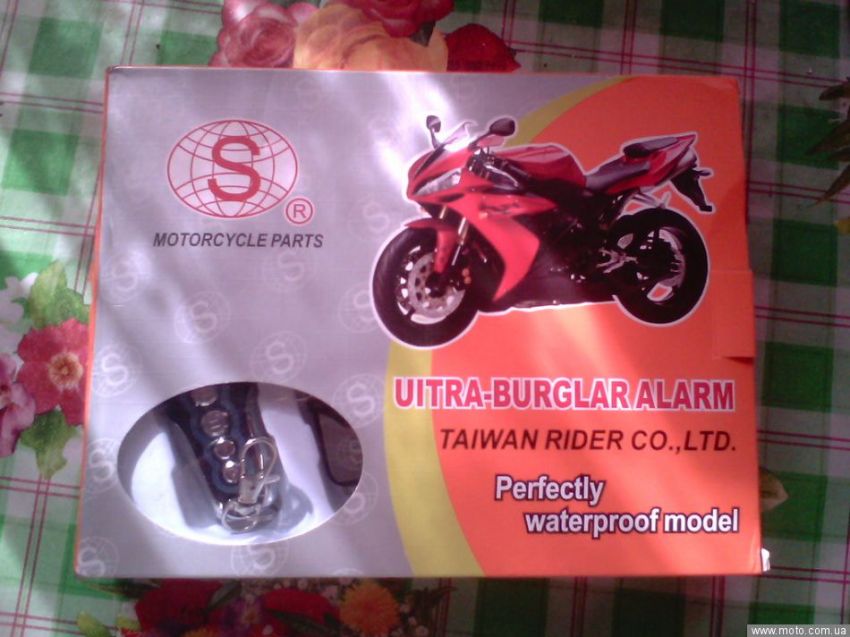 S
®
MOTORCYCLE PARTS
UITRA-BURGLAR ALARM
TAIWAN RIDER CO.,LTD.
Perfectly
waterproof model
www.moto.com.ua